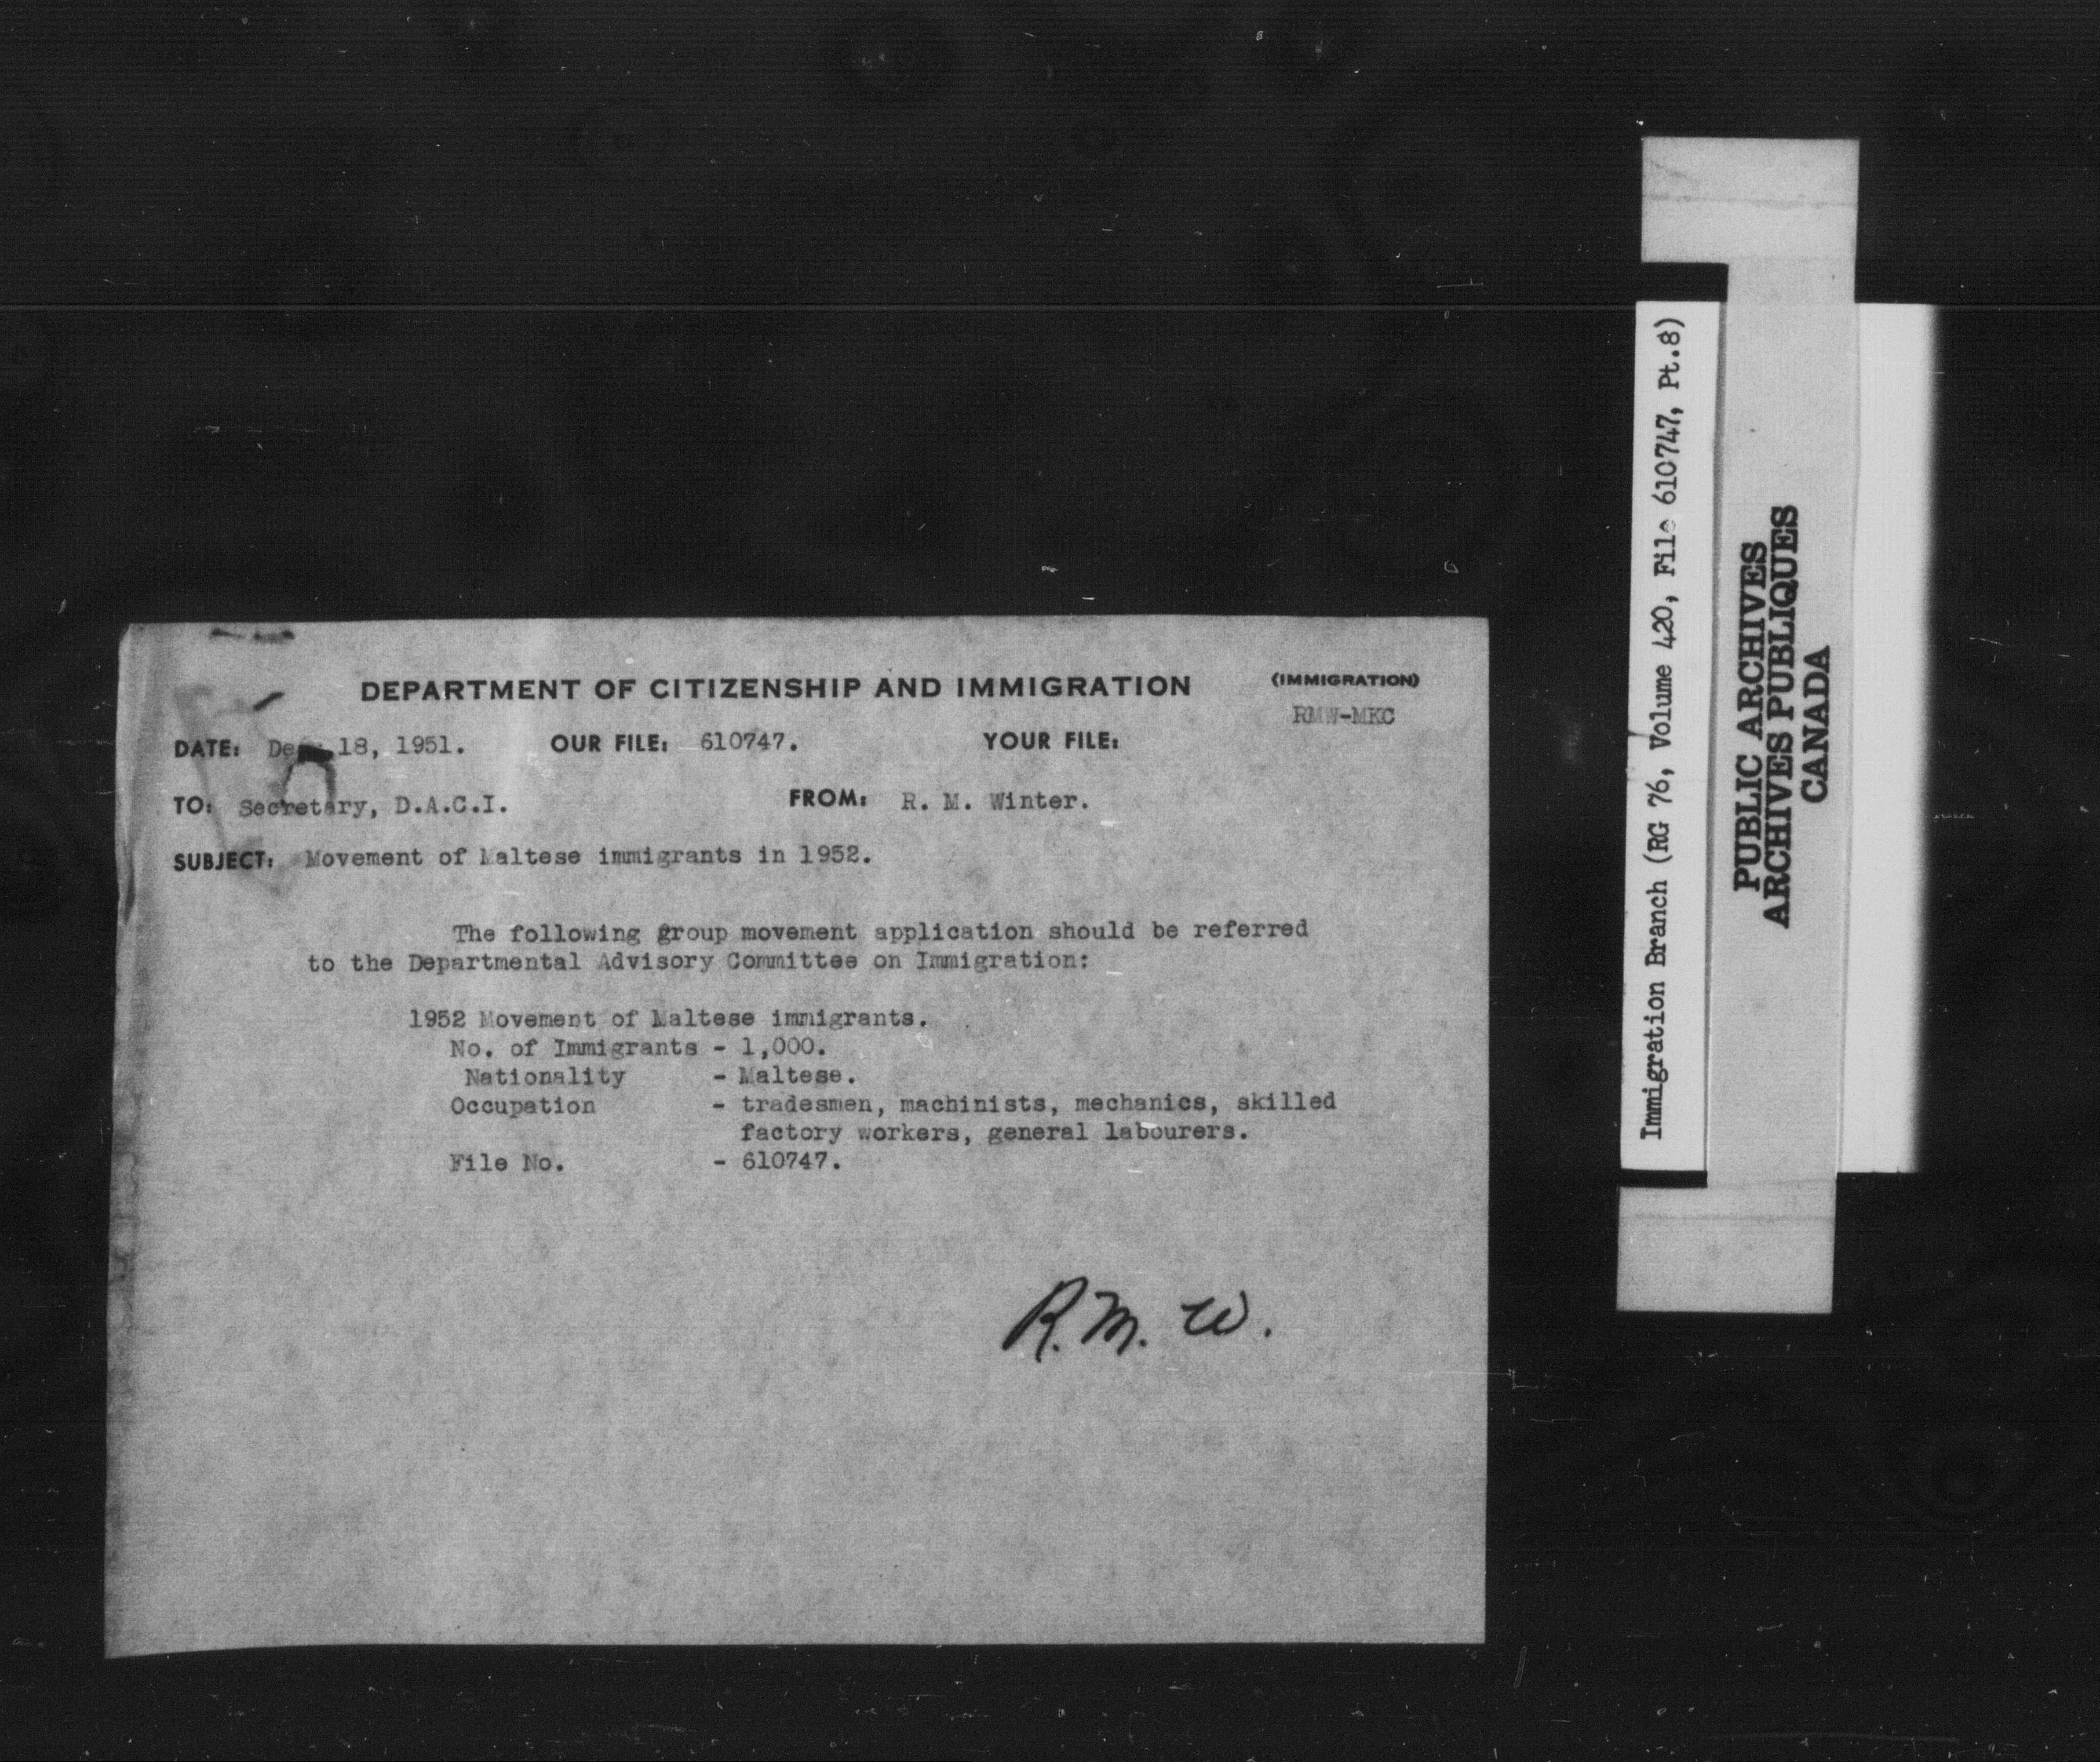 DEPARTMENT OF CITIZENSHIP AND IMMIGRATION (IMMIGRATION)
RMW-MKC
DATE: 18, 1951. OUR FILE: 610747. YOUR FILE:
TO: Secretary, D.A.C.I. FROM: R. M. Winter.
SUBJECT: Movement of Maltese immigrants in 1952.
The following group movement application should be referred
to the Departmental Advisory Committee on Immigration:
1952 Movement of Maltese immigrants.
No. of Immigrants - 1,000.
Nationality - Maltese.
Occupation - tradesmen, machinists, mechanics, skilled
factory workers, general labourers.
File No. - 610747.
R. M. W.
Immigration Branch (RG 76, Volume 420, File 610747, Pt.8)
PUBLIC ARCHIVES
ARCHIVES PUBLIQUES
CANADA